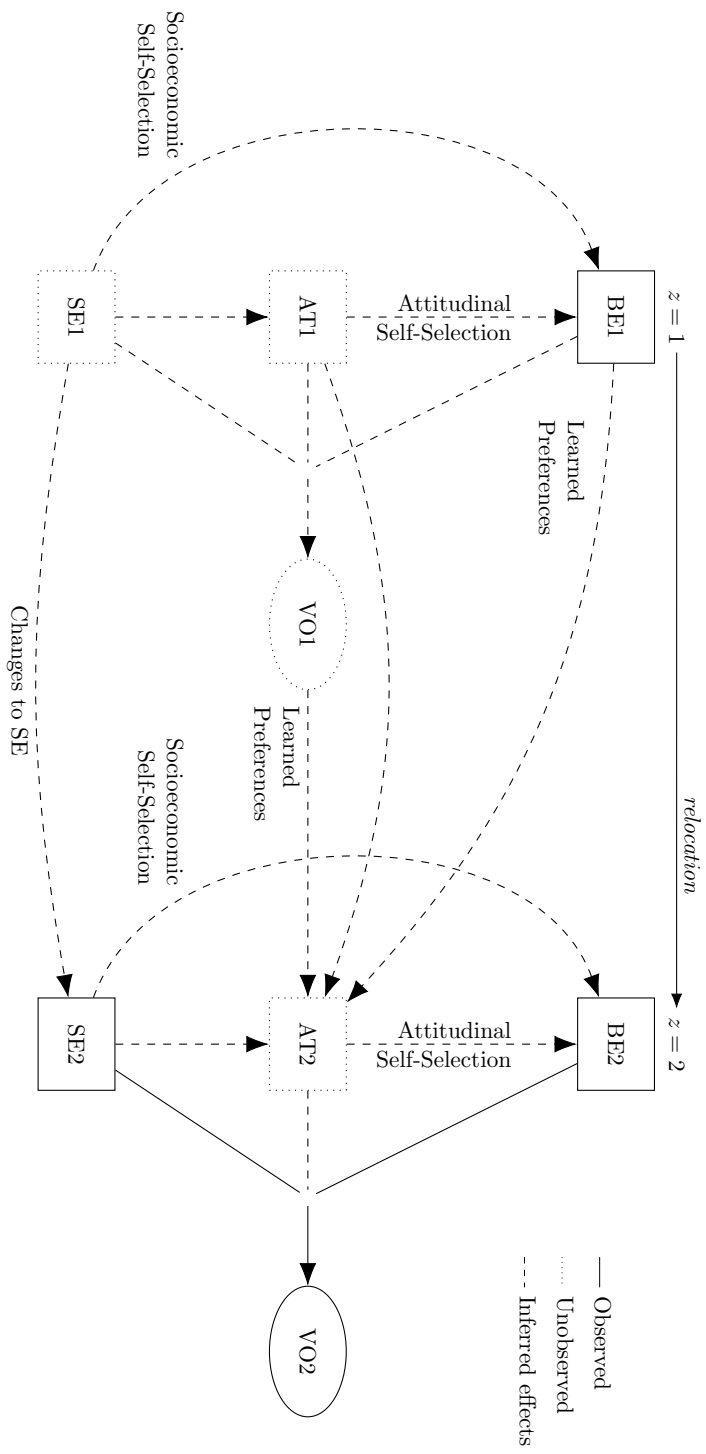 z = 1
relocation
z = 2
BE1
BE2
Learned
Preferences
Attitudinal
Self-Selection
Attitudinal
Self-Selection
AT1
VO1
AT2
VO2
Learned
Preferences
Socioeconomic
Self-Selection
Socioeconomic
Self-Selection
SE1
SE2
Changes to SE
Observed
Unobserved
Inferred effects